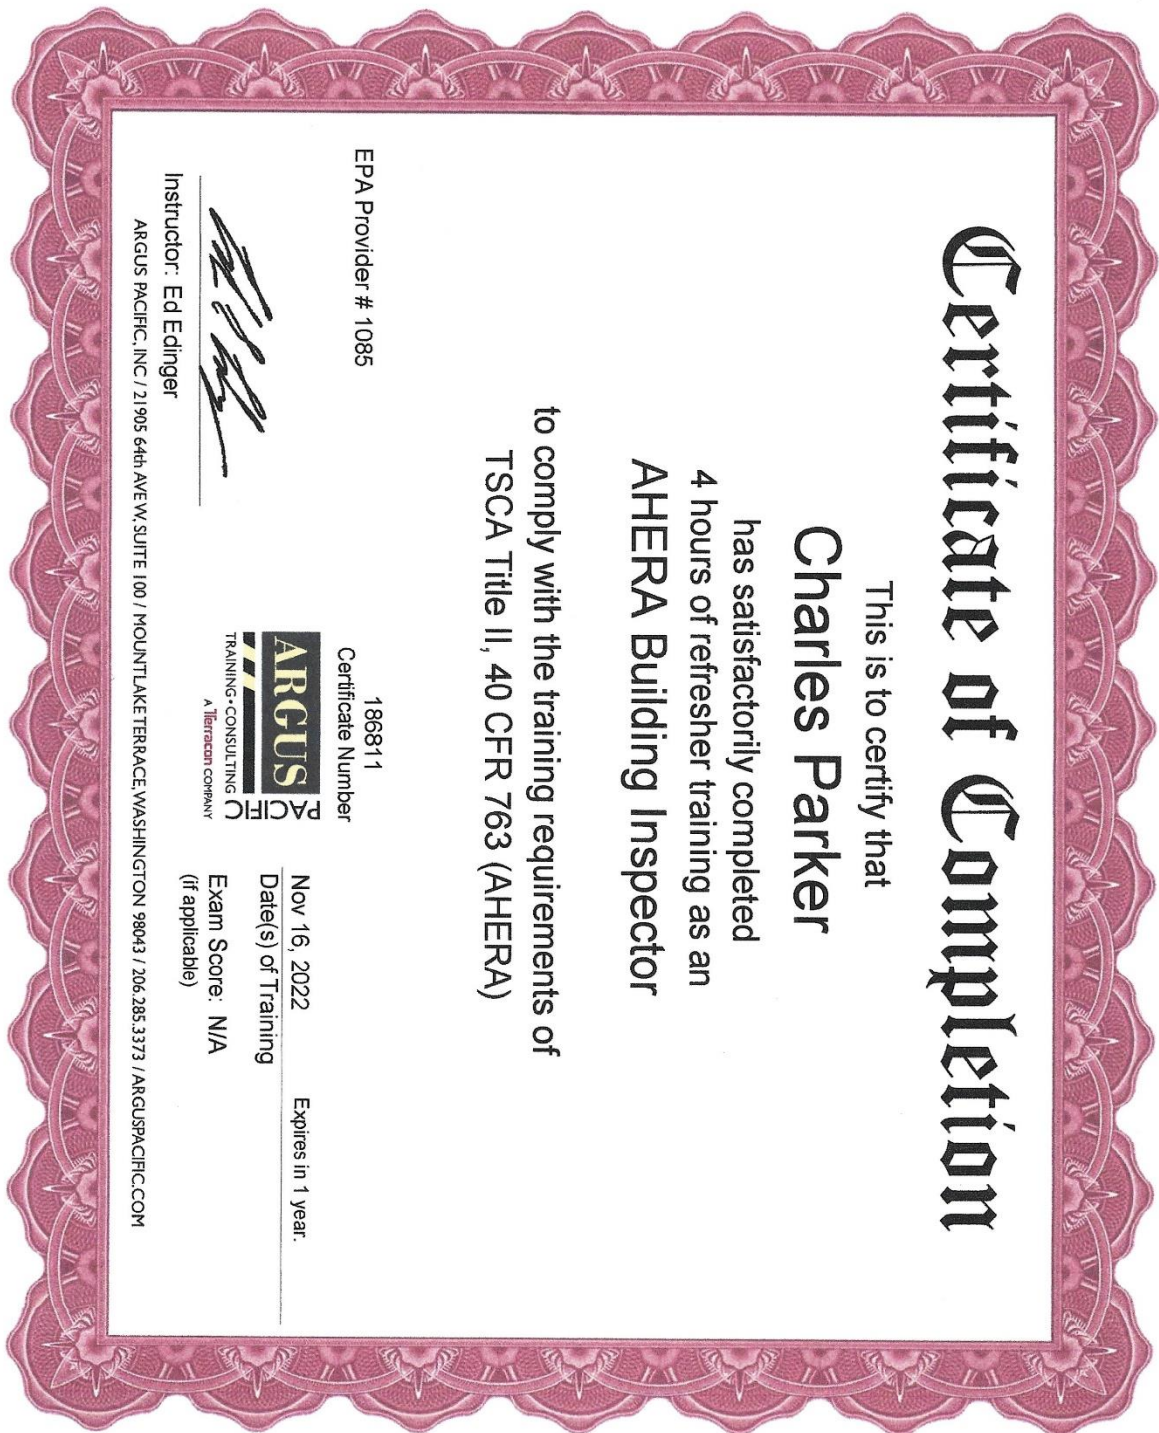 Certificate of Completion
This is to certify that
Charles Parker
has satisfactorily completed
4 hours of refresher training as an
AHERA Building Inspector
to comply with the training requirements of
TSCA Title II, 40 CFR 763 (AHERA)
EPA Provider # 1085
186811
Certificate Number
ARGUS
PACIFIC
TRAINING • CONSULTING
A Terracon COMPANY
Nov 16, 2022 Expires in 1 year.
Date(s) of Training
Exam Score: N/A
(if applicable)
Instructor: Ed Edinger
ARGUS PACIFIC, INC / 21905 64th AVE W, SUITE 100 / MOUNTLAKE TERRACE, WASHINGTON 98043 / 206.285.3373 / ARGUSPACIFIC.COM